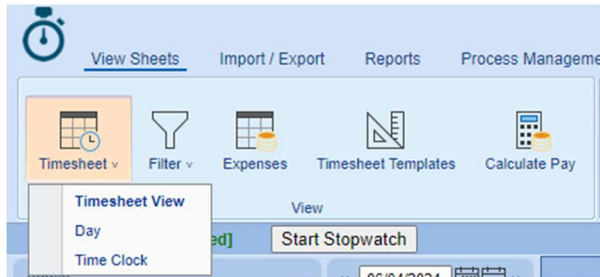 View Sheets Import / Export Reports Process Manageme
Timesheet Filter Expenses Timesheet Templates Calculate Pay
View
Timesheet View
Day
ed] Start Stopwatch
Time Clock
06/04/2024